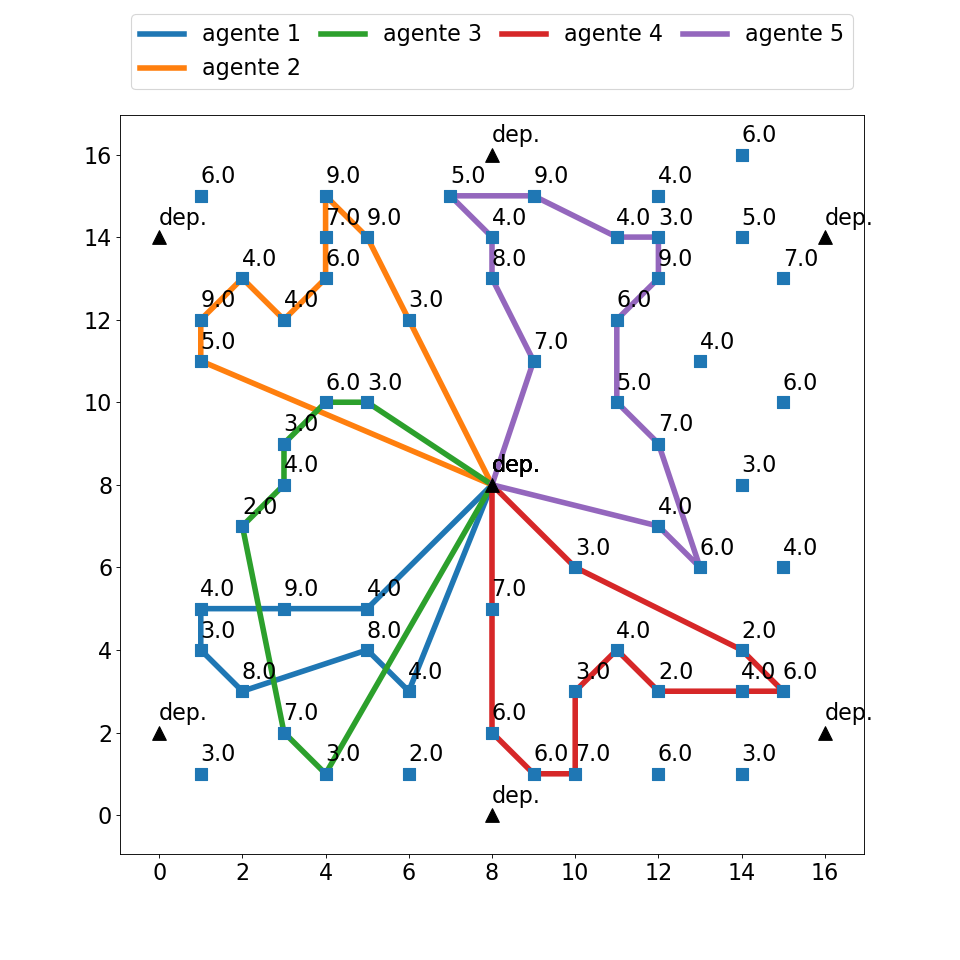 agente 1 agente 3 agente 4 agente 5
agente 2
dep. 6.0
6.0 9.0 5.0 9.0 4.0
dep. 7.0 9.0 4.0 4.0 3.0 5.0 dep.
4.0 6.0 8.0 9.0 7.0
9.0 4.0 3.0 6.0
5.0 7.0 4.0
6.0 3.0 5.0 6.0
3.0 7.0
4.0 dep. 3.0
2.0 4.0
3.0 6.0 4.0
4.0 9.0 4.0 7.0
3.0 8.0 4.0 2.0
8.0 4.0 3.0 2.0 4.0 6.0
dep. 7.0 6.0 dep.
3.0 3.0 2.0 6.0 7.0 6.0 3.0
dep.
16
14
12
10
8
6
4
2
0
0 2 4 6 8 10 12 14 16